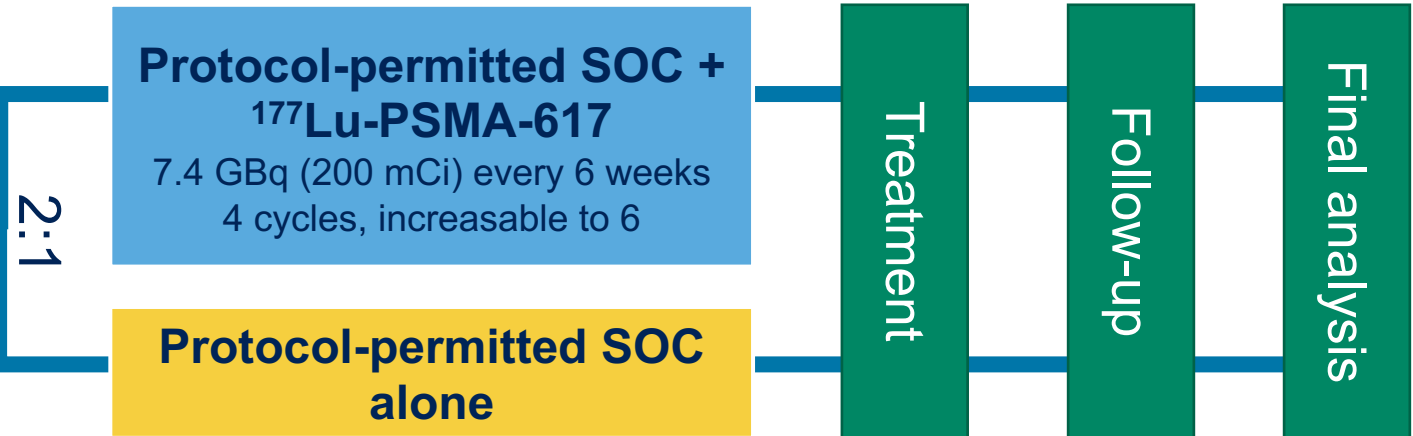 2:1
Protocol-permitted SOC +
¹⁷⁷Lu-PSMA-617
7.4 GBq (200 mCi) every 6 weeks
4 cycles, increasable to 6
Protocol-permitted SOC
alone
Treatment
Follow-up
Final analysis